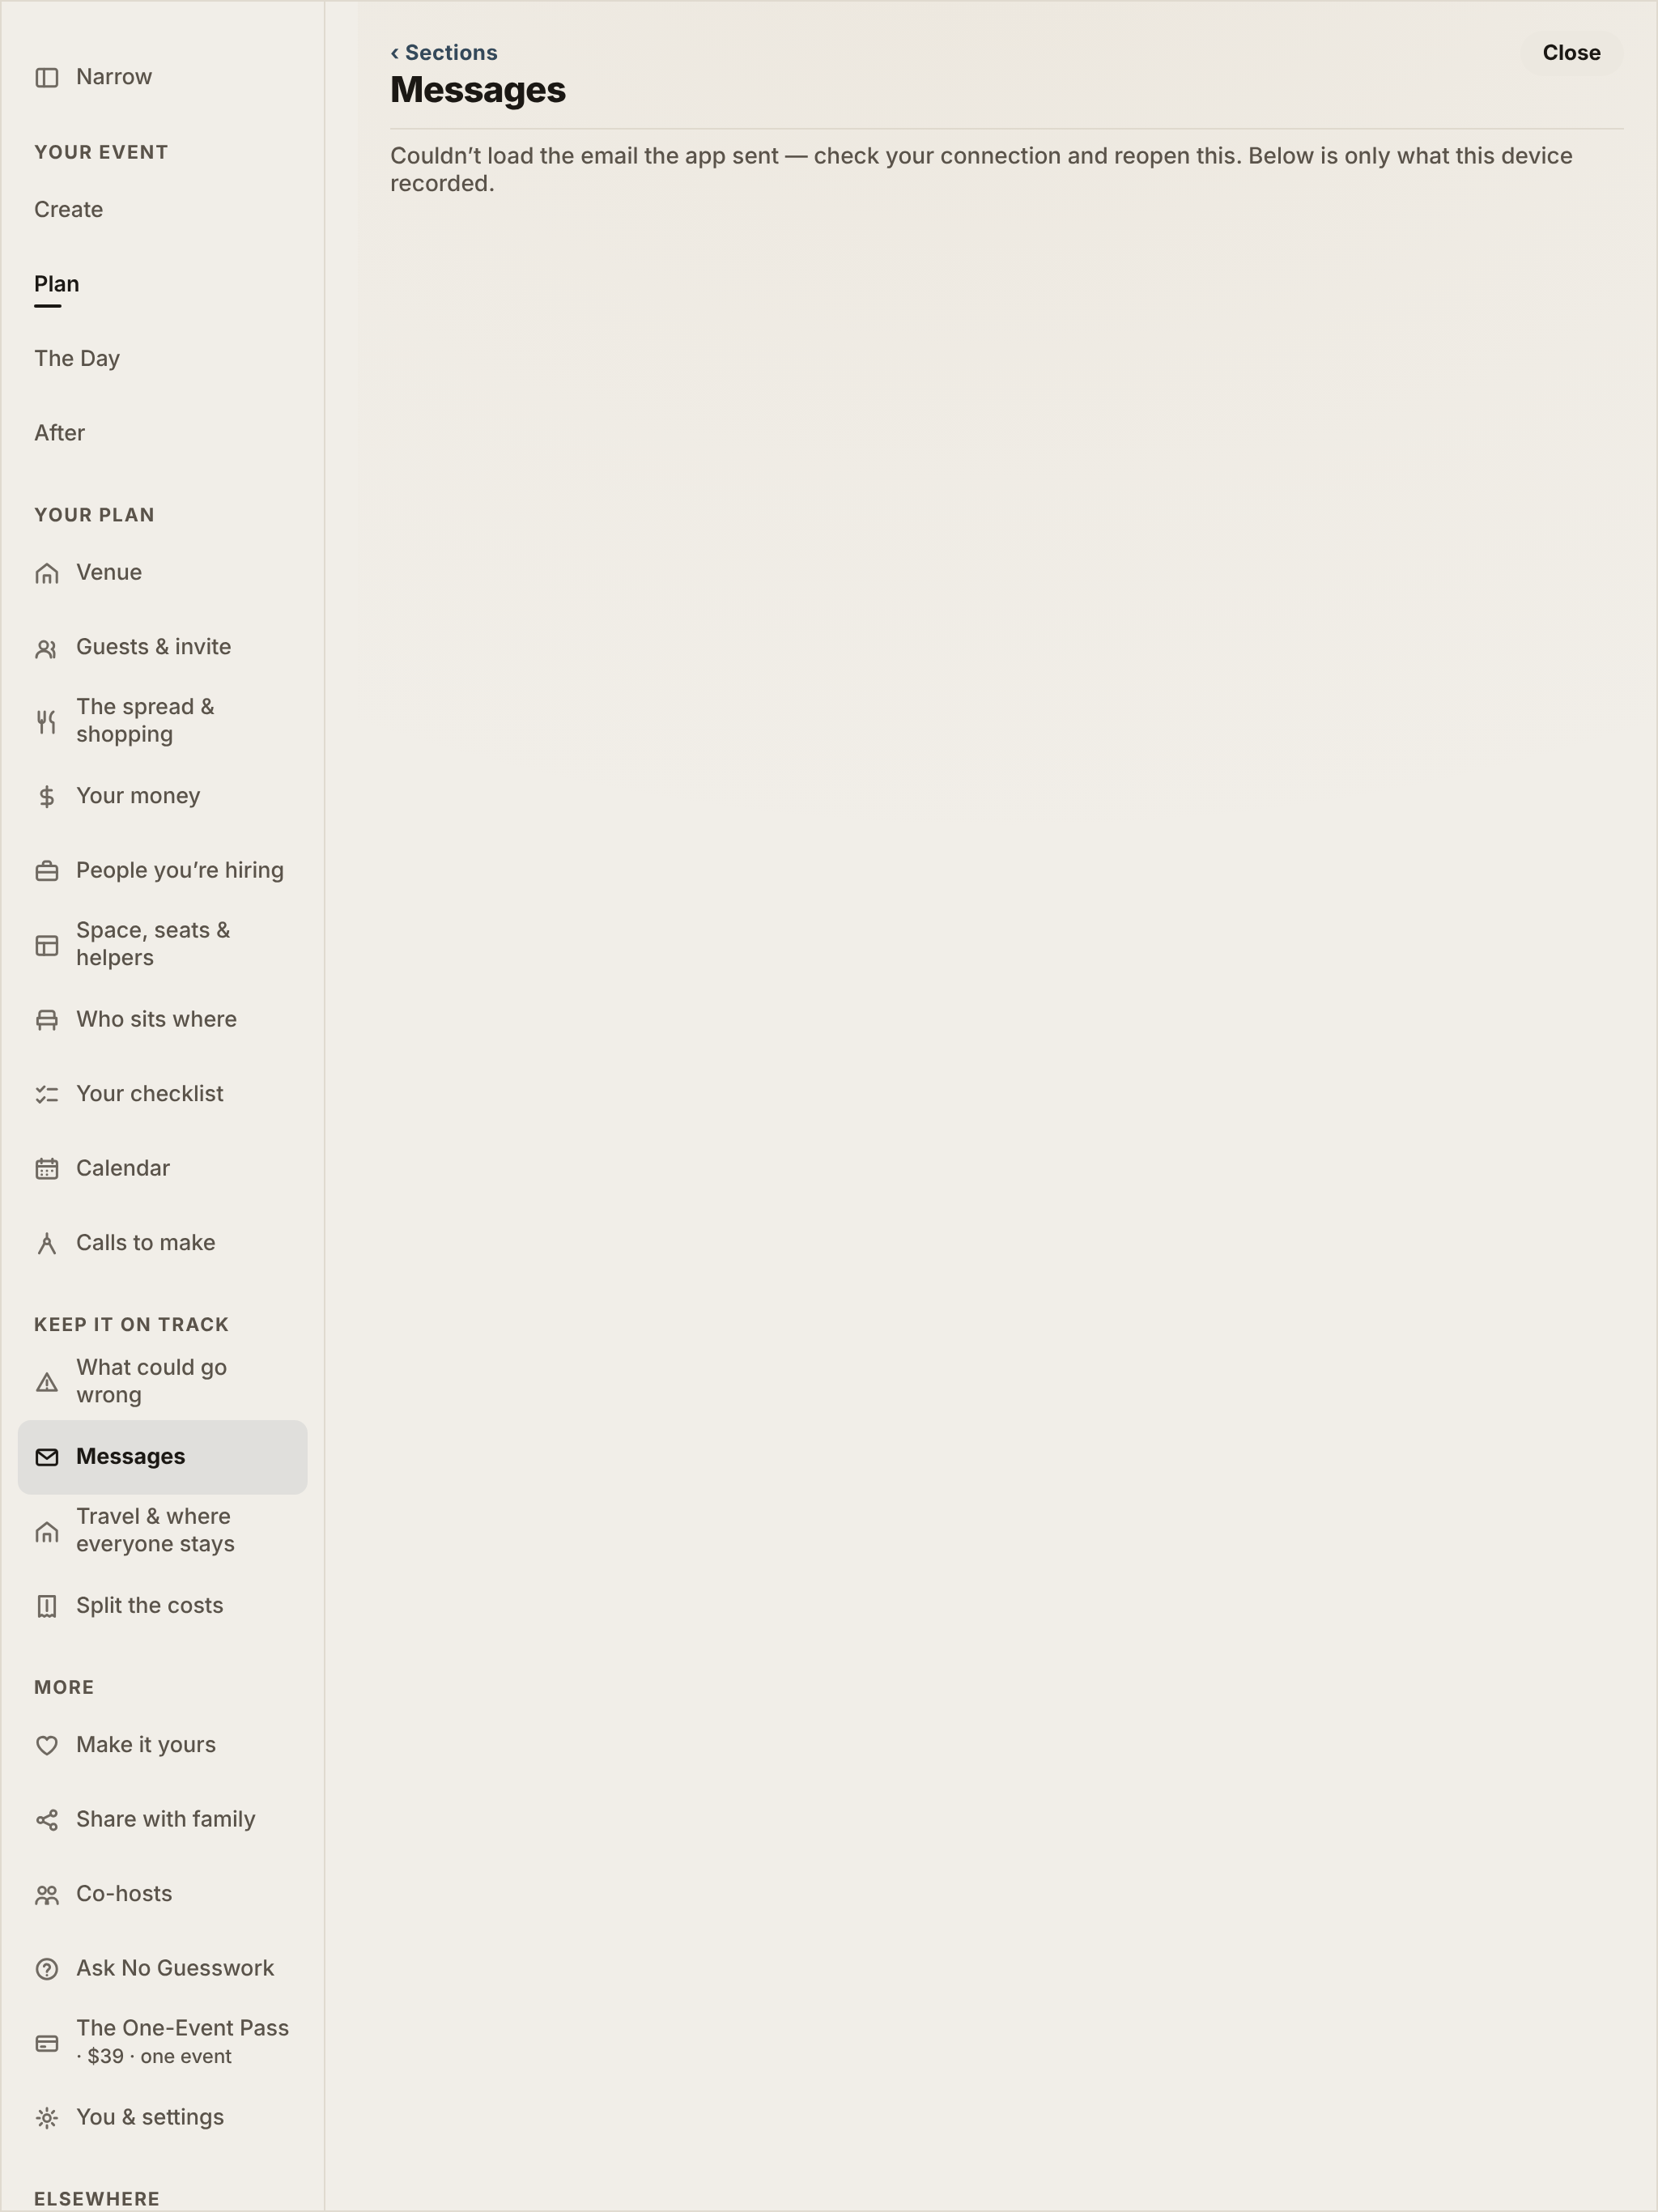 Narrow
YOUR EVENT
Create
Plan
The Day
After
YOUR PLAN
Venue
Guests & invite
The spread &
shopping
Your money
People you’re hiring
Space, seats &
helpers
Who sits where
Your checklist
Calendar
Calls to make
KEEP IT ON TRACK
What could go
wrong
Messages
Travel & where
everyone stays
Split the costs
MORE
Make it yours
Share with family
Co-hosts
Ask No Guesswork
The One-Event Pass
· $39 · one event
You & settings
ELSEWHERE
‹ Sections
Close
Messages
Couldn’t load the email the app sent — check your connection and reopen this. Below is only what this device
recorded.